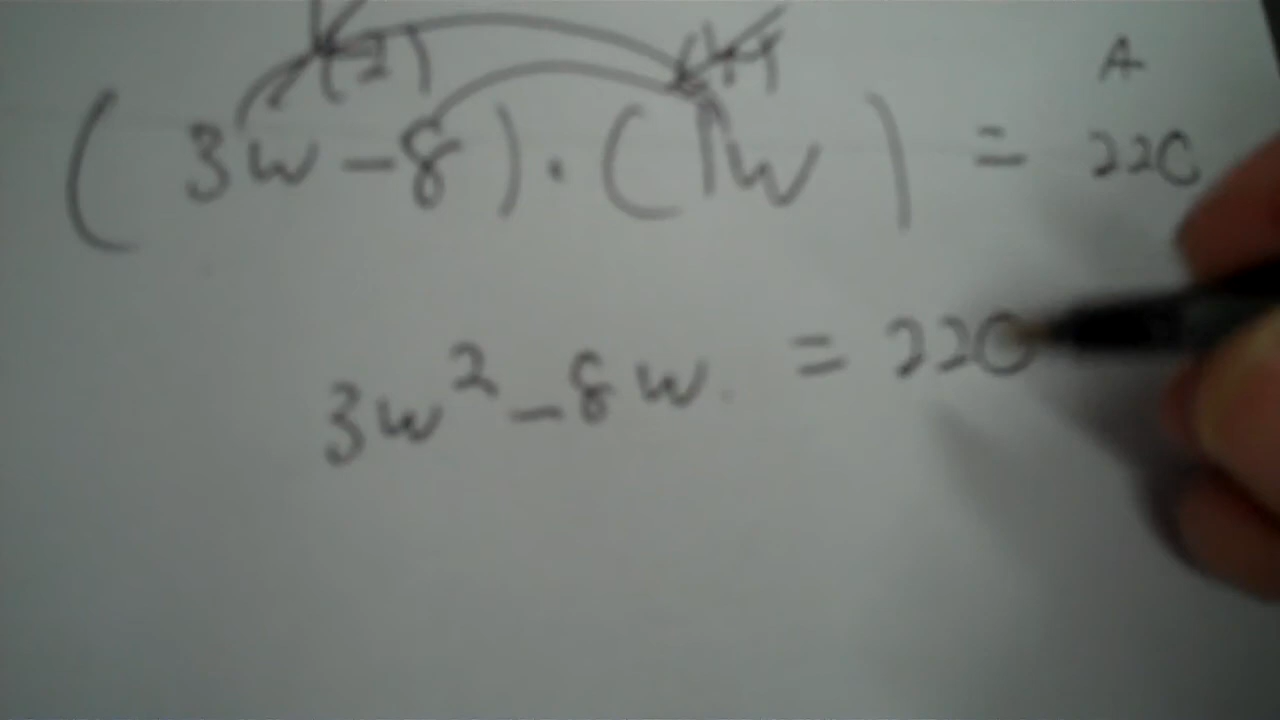 A
(3w - 8) · (1w) = 220
3w² - 8w = 220